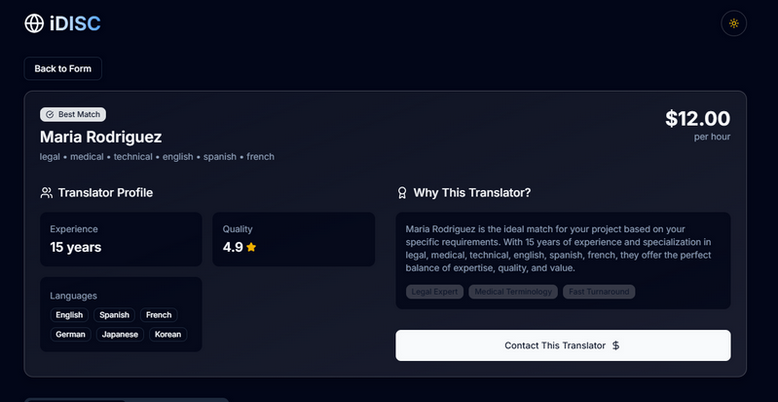 iDISC
Back to Form
Best Match
Maria Rodriguez
legal • medical • technical • english • spanish • french
$12.00
per hour
Translator Profile
Experience
15 years
Quality
4.9
Languages
English Spanish French
German Japanese Korean
Why This Translator?
Maria Rodriguez is the ideal match for your project based on your
specific requirements. With 15 years of experience and specialization in
legal, medical, technical, english, spanish, french, they offer the perfect
balance of expertise, quality, and value.
Legal Expert Medical Terminology Fast Turnaround
Contact This Translator $